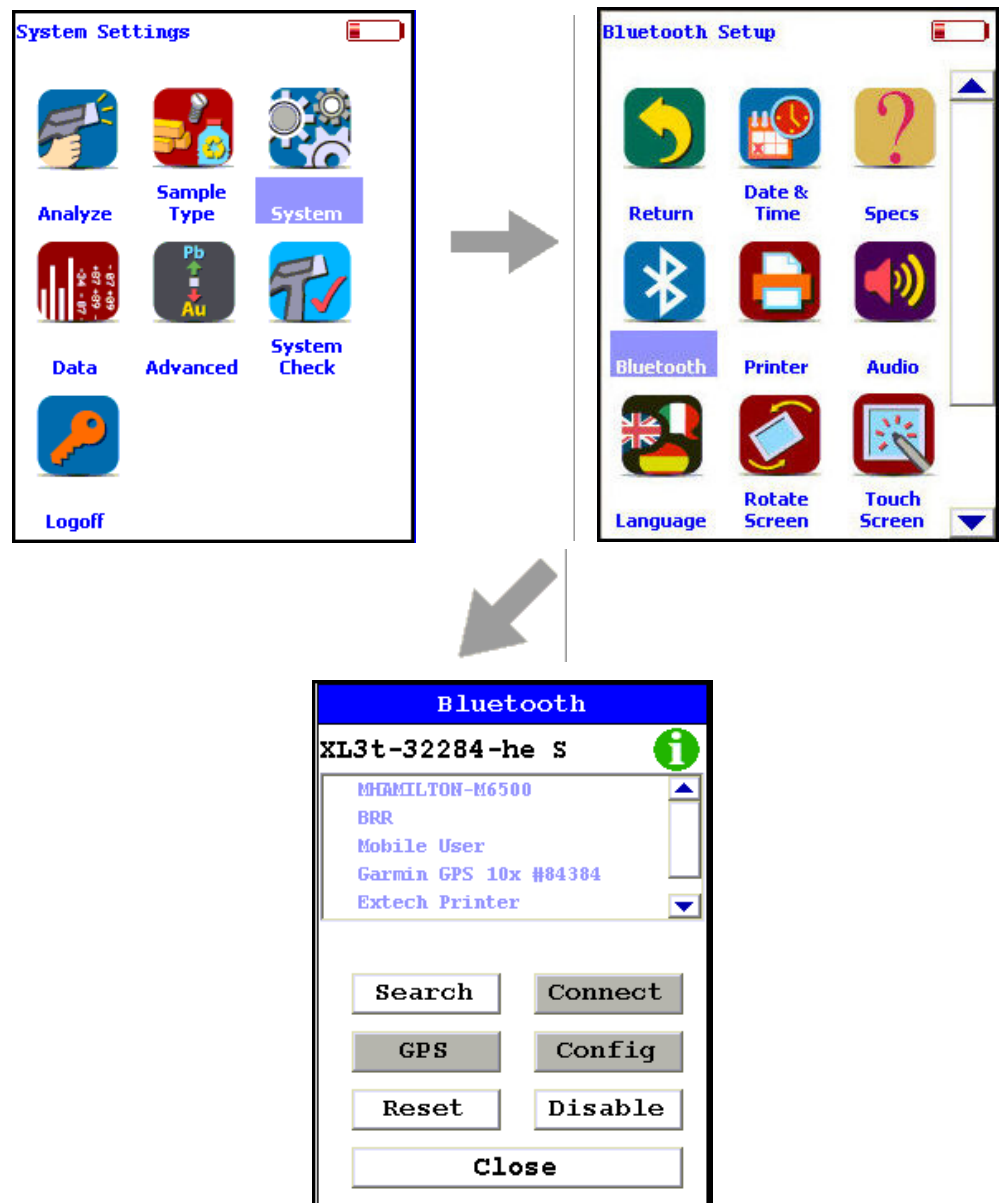 System Settings
Analyze
Sample
Type
System
Data
Pb
Au
Advanced
System
Check
Logoff
Bluetooth Setup
Return
Date &
Time
?
Specs
Bluetooth
Printer
Audio
Language
Rotate
Screen
Touch
Screen
Bluetooth
XL3t-32284-he S
i
MHAMILTON-M6500
BRR
Mobile User
Garmin GPS 10x #84384
Extech Printer
Search
Connect
GPS
Config
Reset
Disable
Close